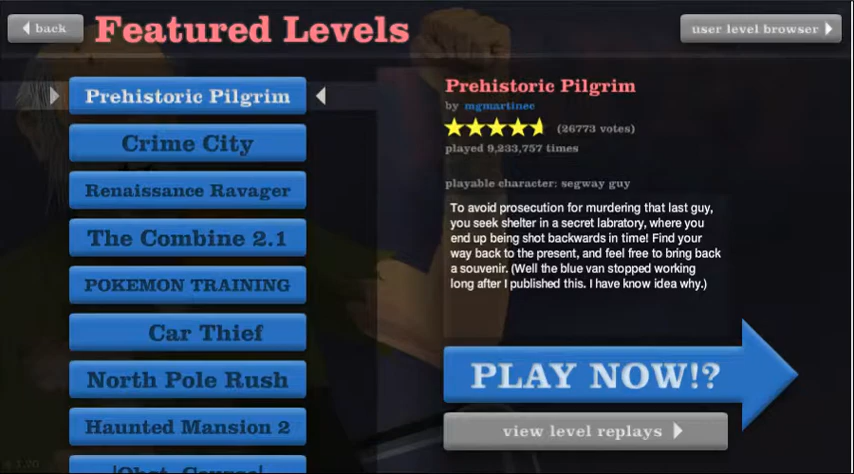 back
Featured Levels
user level browser
Prehistoric Pilgrim
Crime City
Renaissance Ravager
The Combine 2.1
POKEMON TRAINING
Car Thief
North Pole Rush
Haunted Mansion 2
Prehistoric Pilgrim
by mgmartinee
(26773 votes)
played 9,233,757 times
playable character: segway guy
To avoid prosecution for murdering that last guy,
you seek shelter in a secret labratory, where you
end up being shot backwards in time! Find your
way back to the present, and feel free to bring back
a souvenir. (Well the blue van stopped working
long after I published this. I have know idea why.)
PLAY NOW!?
view level replays